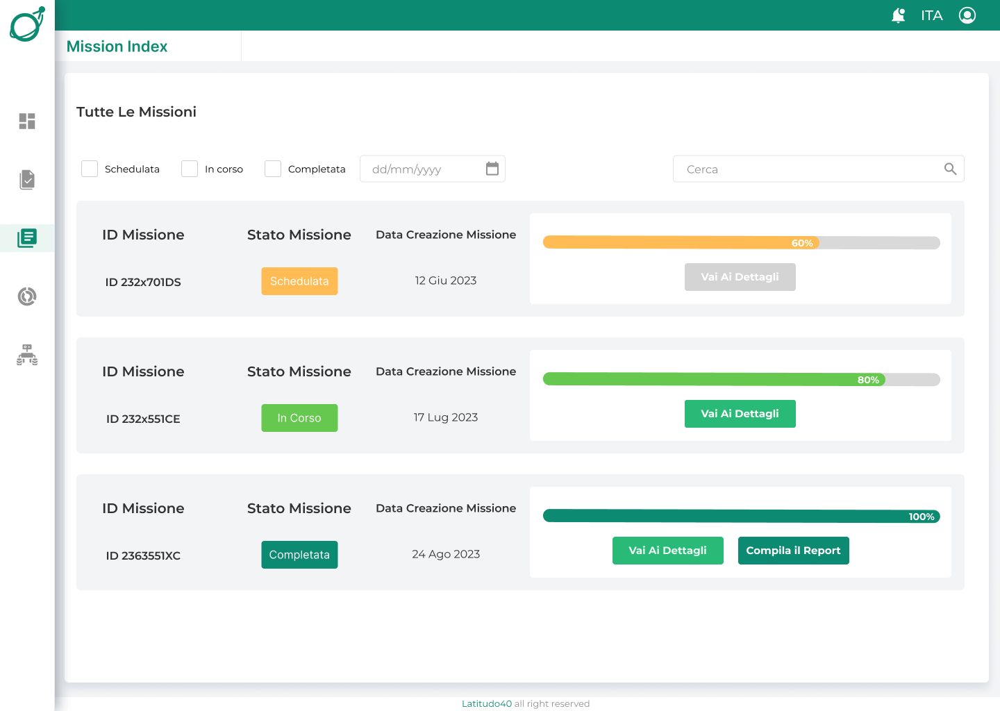 ITA
Mission Index
Tutte Le Missioni
Schedulata In corso Completata dd/mm/yyyy Cerca
ID Missione Stato Missione Data Creazione Missione
60%
ID 232x701DS Schedulata 12 Giu 2023 Vai Ai Dettagli
ID Missione Stato Missione Data Creazione Missione
80%
ID 232x551CE In Corso 17 Lug 2023 Vai Ai Dettagli
ID Missione Stato Missione Data Creazione Missione
100%
ID 2363551XC Completata 24 Ago 2023 Vai Ai Dettagli Compila il Report
Latitudo40 all right reserved